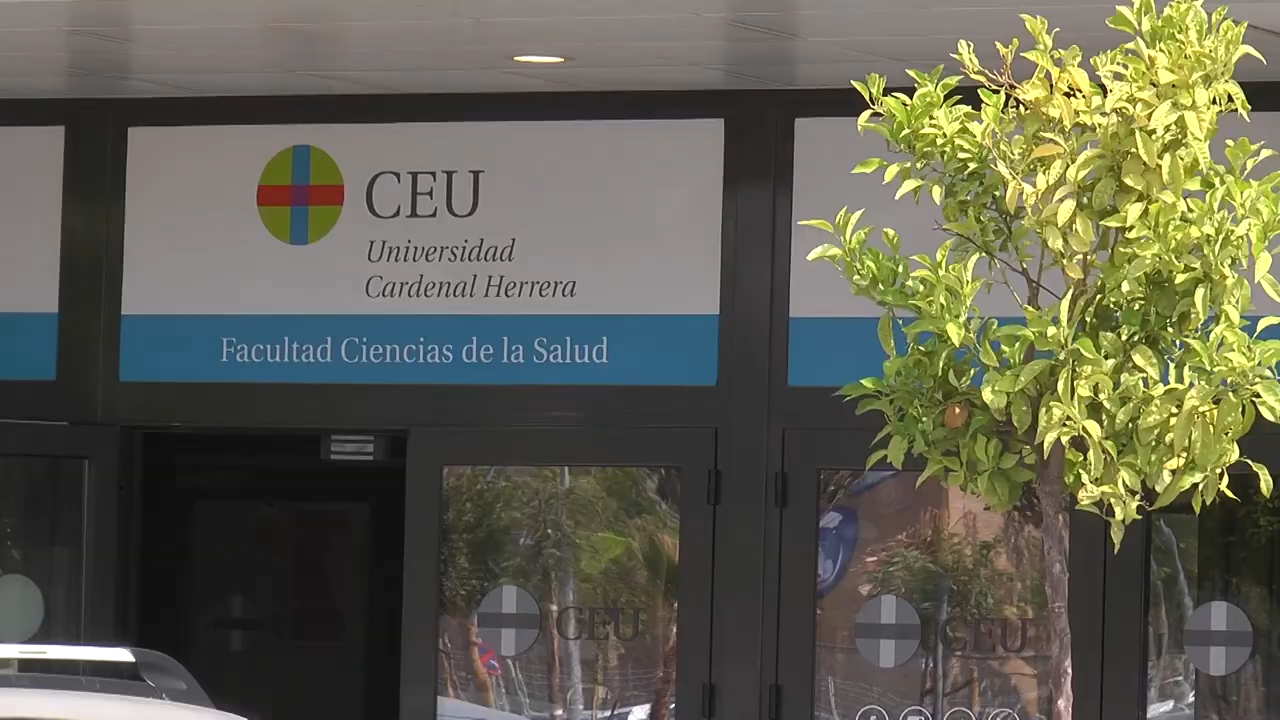 CEU
Universidad
Cardenal Herrera
Facultad Ciencias de la Salud
CEU
CEU